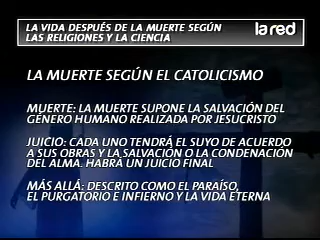 LA VIDA DESPUÉS DE LA MUERTE SEGÚN
LAS RELIGIONES Y LA CIENCIA
la red
LA MUERTE SEGÚN EL CATOLICISMO
MUERTE: LA MUERTE SUPONE LA SALVACIÓN DEL
GÉNERO HUMANO REALIZADA POR JESUCRISTO
JUICIO: CADA UNO TENDRÁ EL SUYO DE ACUERDO
A SUS OBRAS Y LA SALVACIÓN O LA CONDENACIÓN
DEL ALMA. HABRÁ UN JUICIO FINAL
MÁS ALLÁ: DESCRITO COMO EL PARAÍSO,
EL PURGATORIO E INFIERNO Y LA VIDA ETERNA